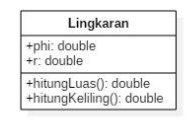 Lingkaran
+phi: double
+r: double
+hitungLuas(): double
+hitungKeliling(): double